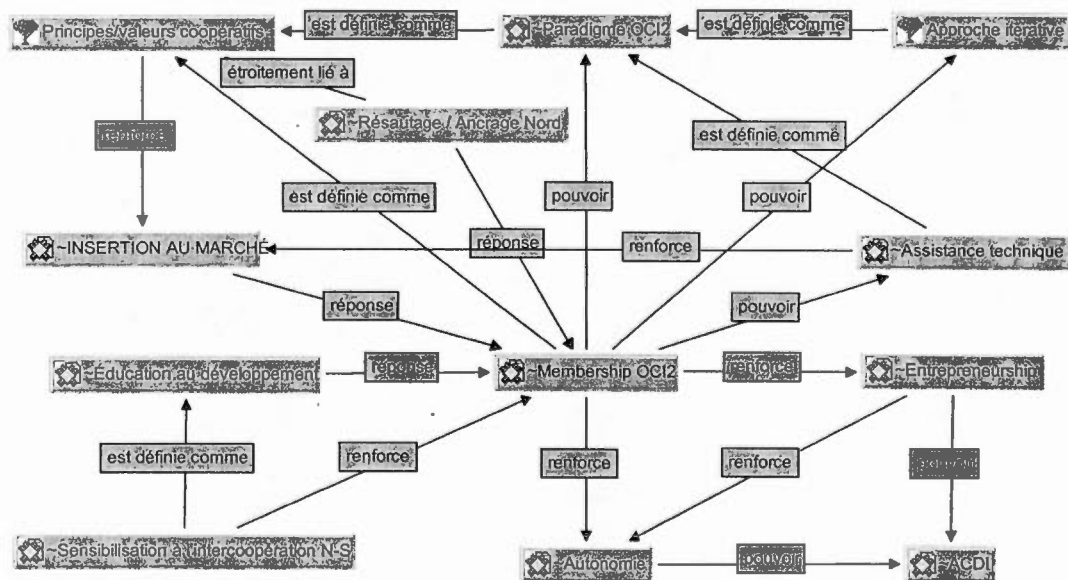 Principes/valeurs coopératifs
est définie comme
~Paradigme OCI2
est définie comme
Approche itérative
étroitement lié à
~Résautage / Ancrage Nord
renforce
est définie comme
est définie comme
pouvoir
pouvoir
~INSERTION AU MARCHÉ
réponse
renforce
~Assistance technique
réponse
pouvoir
~Éducation au développement
réponse
~Membership OCI2
renforce
~Entrepreneurship
est définie comme
renforce
renforce
renforce
pouvoir
~Sensibilisation à l'intercoopération N-S
~Autonomie
pouvoir
~ACDI